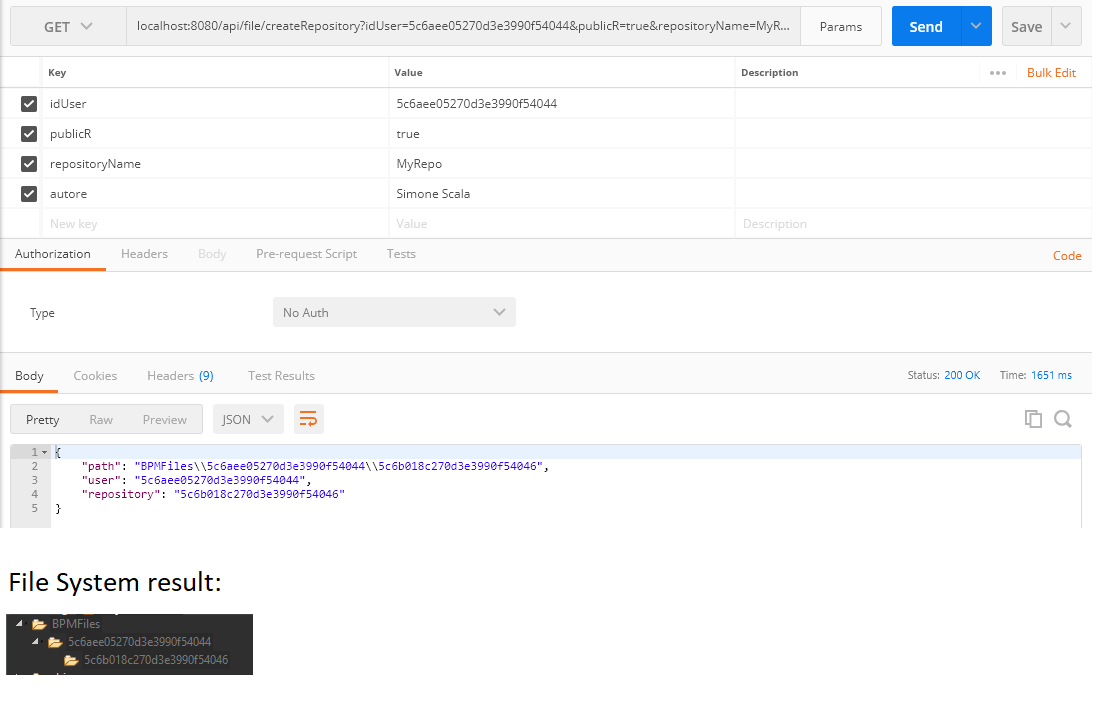 GET localhost:8080/api/file/createRepository?idUser=5c6aee05270d3e3990f54044&publicR=true&repositoryName=MyR... Params Send Save
Key Value Description ••• Bulk Edit
idUser 5c6aee05270d3e3990f54044
publicR true
repositoryName MyRepo
autore Simone Scala
New key Value Description
Authorization Headers Body Pre-request Script Tests Code
Type No Auth
Body Cookies Headers (9) Test Results Status: 200 OK Time: 1651 ms
Pretty Raw Preview JSON
1 {
2 "path": "BPMFiles\\5c6aee05270d3e3990f54044\\5c6b018c270d3e3990f54046",
3 "user": "5c6aee05270d3e3990f54044",
4 "repository": "5c6b018c270d3e3990f54046"
5 }
File System result:
BPMFiles
5c6aee05270d3e3990f54044
5c6b018c270d3e3990f54046